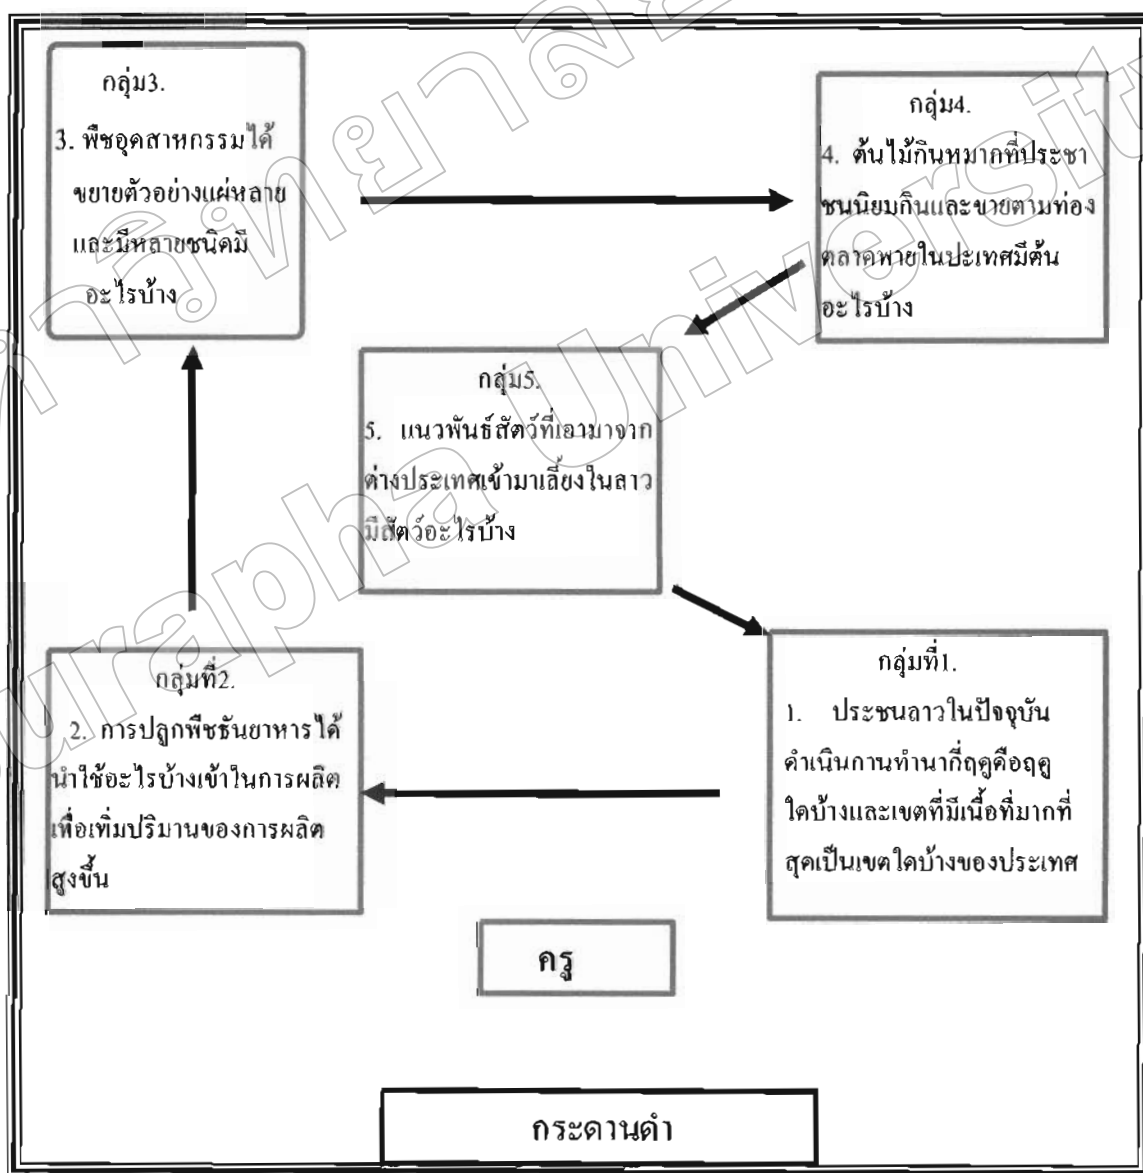 กลุ่ม3.
3. พืชอุตสาหกรรมได้
ขยายตัวอย่างแผ่หลาย
และมีหลายชนิดมี
อะไรบ้าง
กลุ่ม4.
4. ต้นไม้กินหมากที่ประชา
ชนนิยมกินและขายตามท่อง
ตลาดพายในปะเทศมีต้น
อะไรบ้าง
กลุ่ม5.
5. แนวพันธ์สัตว์ที่เอามาจาก
ต่างประเทศเข้ามาเลี้ยงในลาว
มีสัตว์อะไรบ้าง
กลุ่มที่2.
2. การปลูกพืชธันยาหารได้
นำใช้อะไรบ้างเข้าในการผลิต
เพื่อเพิ่มปริมานของการผลิต
สูงขึ้น
กลุ่มที่1.
1. ประชนลาวในปัจจุบัน
ดำเนินกานทำนากี่ฤดูคือฤดู
ใดบ้างและเขตที่มีเนื้อที่มากที่
สุดเป็นเขตใดบ้างของประเทศ
ครู
กระดานดำ
Burapha University